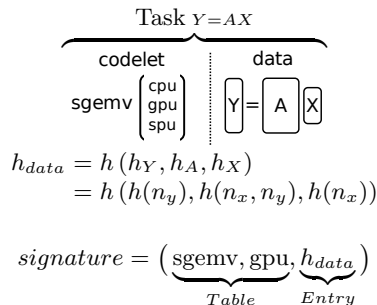 Task Y=AX
codelet data
sgemv cpu gpu spu Y = A X
h_data = h (h_Y, h_A, h_X)
= h (h(n_y), h(n_x, n_y), h(n_x))
signature = ( sgemv, gpu, h_data )
Table Entry